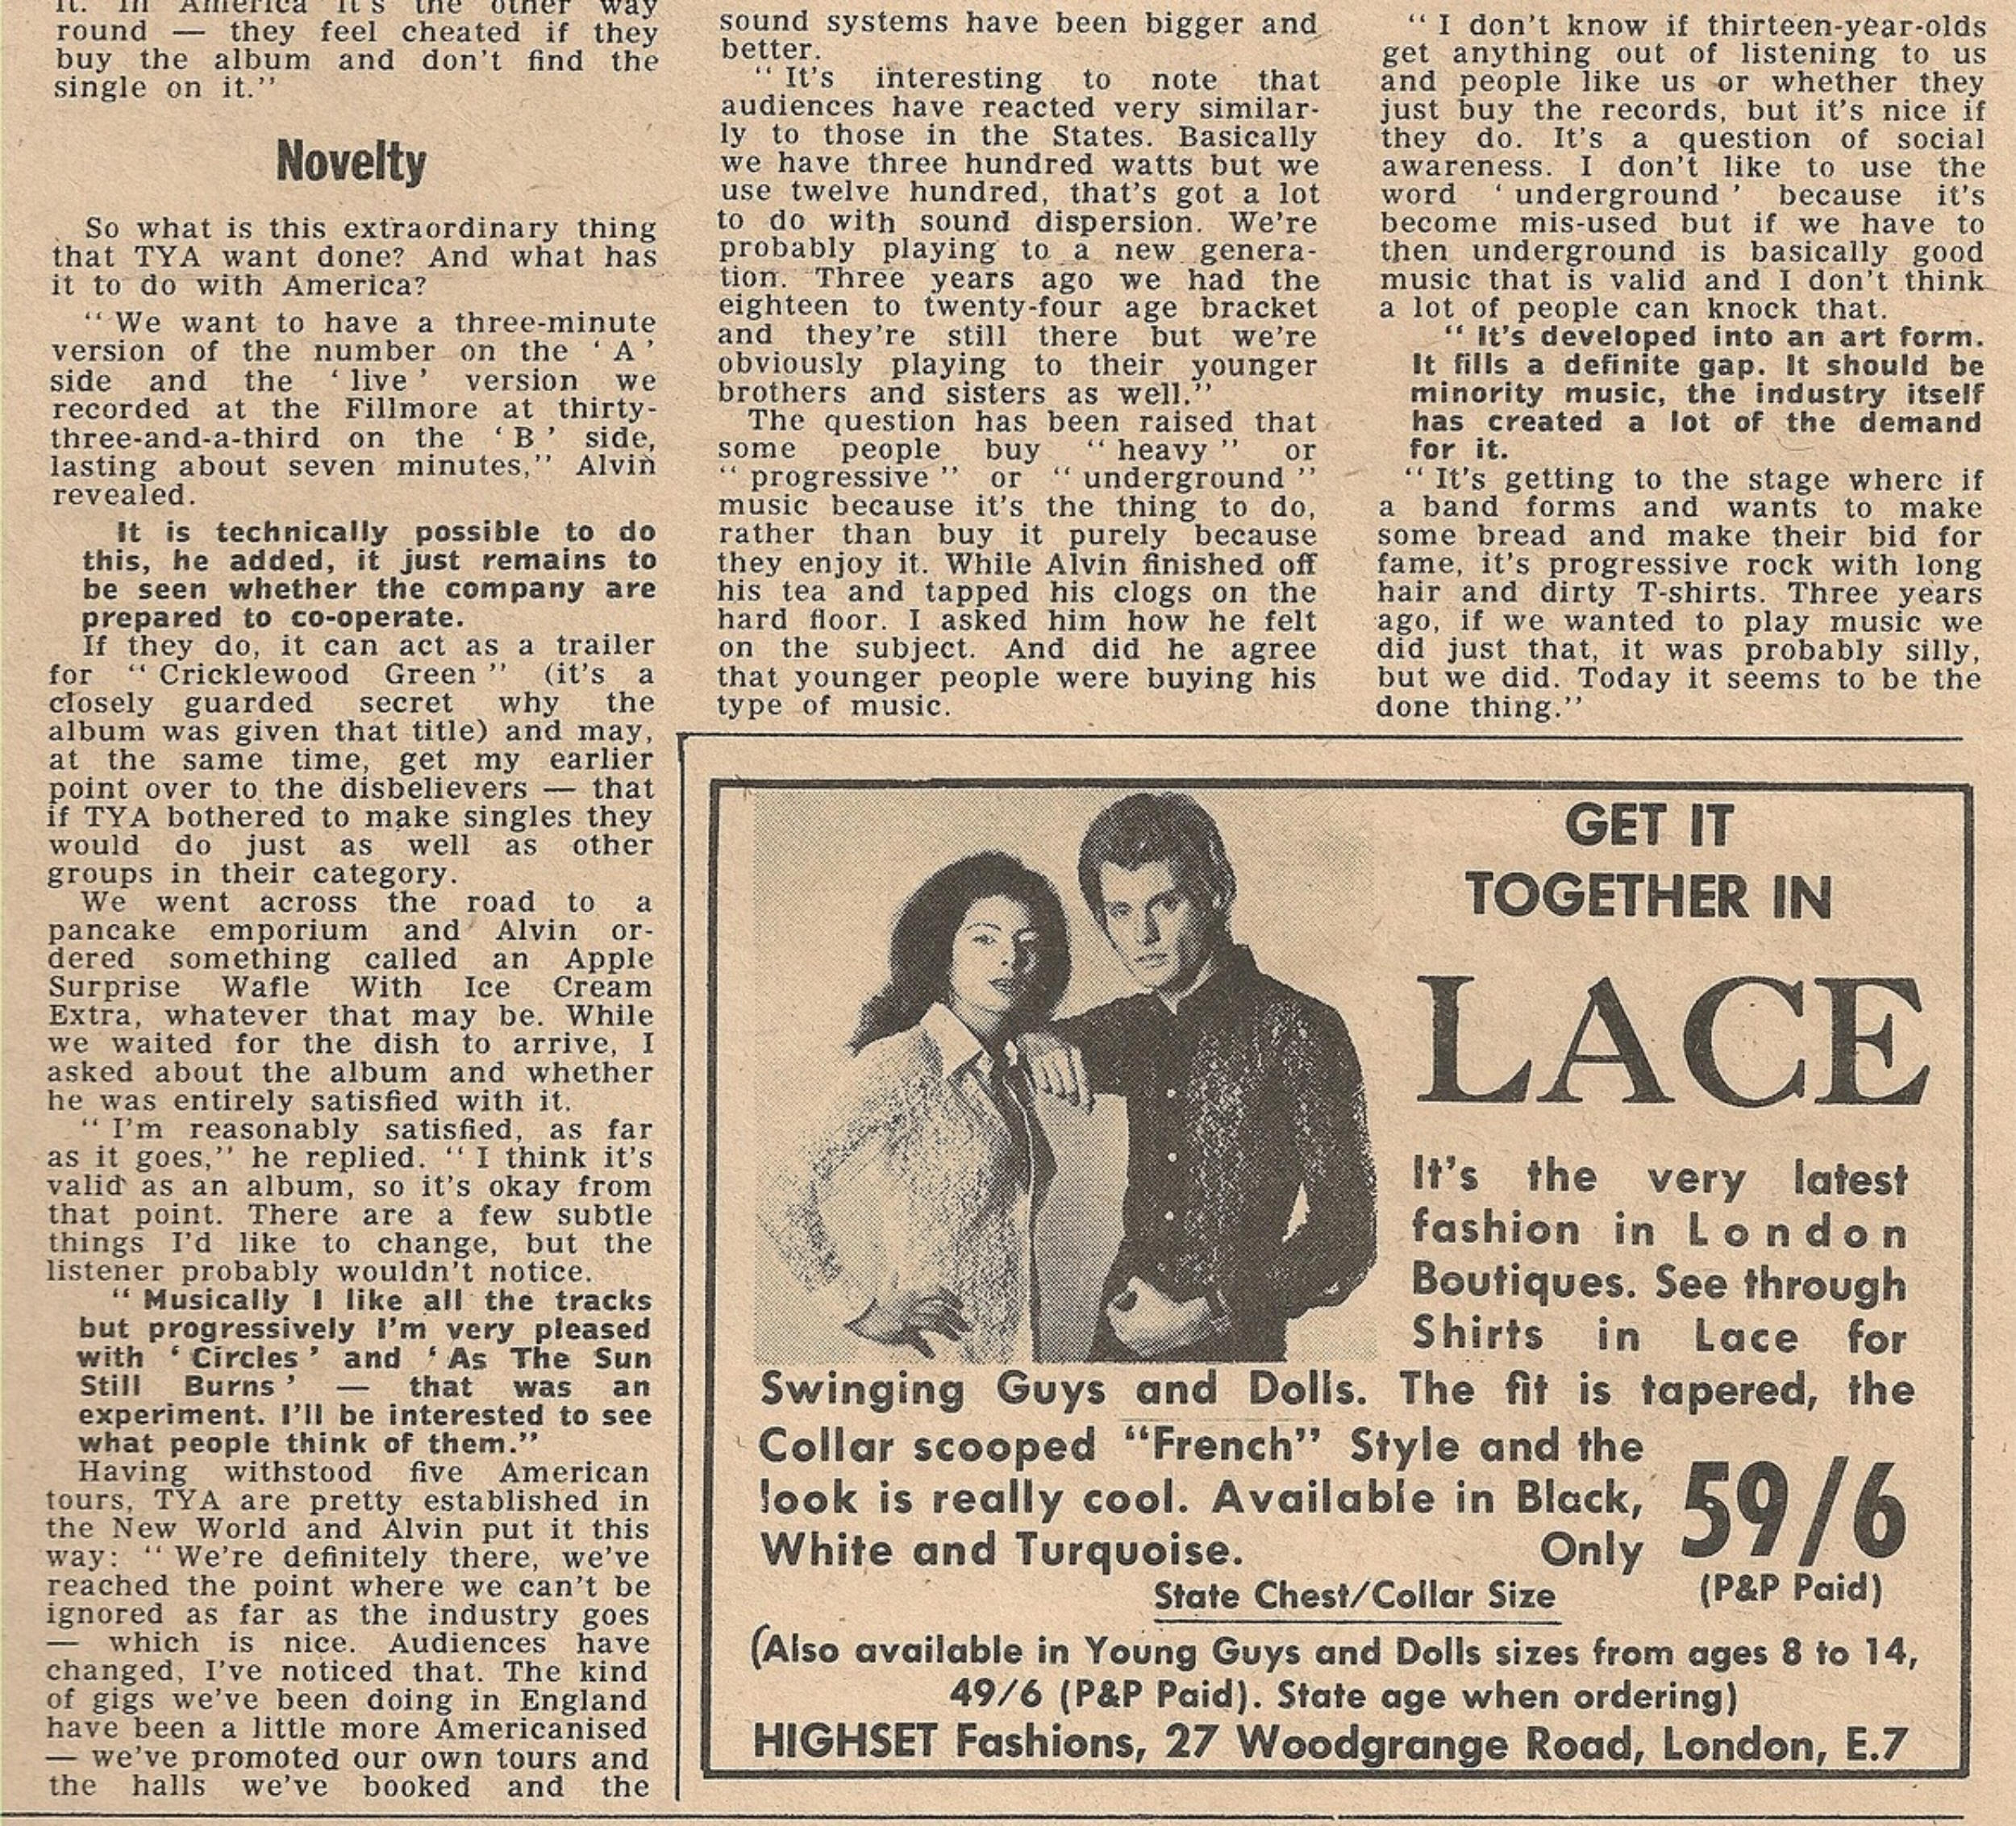 it. In America it's the other way
round — they feel cheated if they
buy the album and don't find the
single on it."
Novelty
So what is this extraordinary thing
that TYA want done? And what has
it to do with America?
" We want to have a three-minute
version of the number on the ' A '
side and the ' live ' version we
recorded at the Fillmore at thirty-
three-and-a-third on the ' B ' side,
lasting about seven minutes," Alvin
revealed.
It is technically possible to do
this, he added, it just remains to
be seen whether the company are
prepared to co-operate.
If they do, it can act as a trailer
for " Cricklewood Green " (it's a
closely guarded secret why the
album was given that title) and may,
at the same time, get my earlier
point over to the disbelievers — that
if TYA bothered to make singles they
would do just as well as other
groups in their category.
We went across the road to a
pancake emporium and Alvin or-
dered something called an Apple
Surprise Wafle With Ice Cream
Extra, whatever that may be. While
we waited for the dish to arrive, I
asked about the album and whether
he was entirely satisfied with it.
" I'm reasonably satisfied, as far
as it goes," he replied. " I think it's
valid as an album, so it's okay from
that point. There are a few subtle
things I'd like to change, but the
listener probably wouldn't notice.
" Musically I like all the tracks
but progressively I'm very pleased
with ' Circles ' and ' As The Sun
Still Burns ' — that was an
experiment. I'll be interested to see
what people think of them."
Having withstood five American
tours, TYA are pretty established in
the New World and Alvin put it this
way: " We're definitely there, we've
reached the point where we can't be
ignored as far as the industry goes
— which is nice. Audiences have
changed, I've noticed that. The kind
of gigs we've been doing in England
have been a little more Americanised
— we've promoted our own tours and
the halls we've booked and the
sound systems have been bigger and
better.
" It's interesting to note that
audiences have reacted very similar-
ly to those in the States. Basically
we have three hundred watts but we
use twelve hundred, that's got a lot
to do with sound dispersion. We're
probably playing to a new genera-
tion. Three years ago we had the
eighteen to twenty-four age bracket
and they're still there but we're
obviously playing to their younger
brothers and sisters as well."
The question has been raised that
some people buy " heavy " or
" progressive " or " underground "
music because it's the thing to do,
rather than buy it purely because
they enjoy it. While Alvin finished off
his tea and tapped his clogs on the
hard floor. I asked him how he felt
on the subject. And did he agree
that younger people were buying his
type of music.
" I don't know if thirteen-year-olds
get anything out of listening to us
and people like us or whether they
just buy the records, but it's nice if
they do. It's a question of social
awareness. I don't like to use the
word ' underground ' because it's
become mis-used but if we have to
then underground is basically good
music that is valid and I don't think
a lot of people can knock that.
" It's developed into an art form.
It fills a definite gap. It should be
minority music, the industry itself
has created a lot of the demand
for it.
" It's getting to the stage where if
a band forms and wants to make
some bread and make their bid for
fame, it's progressive rock with long
hair and dirty T-shirts. Three years
ago, if we wanted to play music we
did just that, it was probably silly,
but we did. Today it seems to be the
done thing."
GET IT
TOGETHER IN
LACE
It's the very latest
fashion in London
Boutiques. See through
Shirts in Lace for
Swinging Guys and Dolls. The fit is tapered, the
Collar scooped "French" Style and the
look is really cool. Available in Black,
White and Turquoise. Only
59/6
(P&P Paid)
State Chest/Collar Size
(Also available in Young Guys and Dolls sizes from ages 8 to 14,
49/6 (P&P Paid). State age when ordering)
HIGHSET Fashions, 27 Woodgrange Road, London, E.7